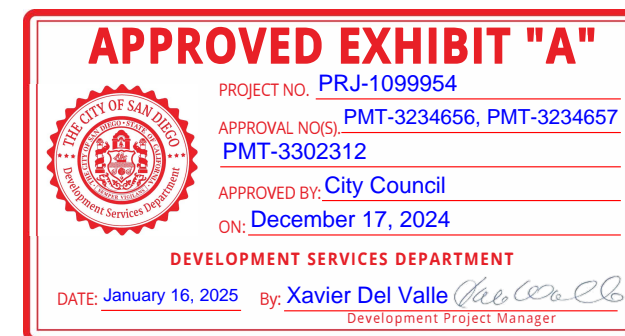 APPROVED EXHIBIT "A"
PROJECT NO. PRJ-1099954
APPROVAL NO(S). PMT-3234656, PMT-3234657
PMT-3302312
APPROVED BY: City Council
ON: December 17, 2024
THE CITY OF SAN DIEGO
Development Services Department
DEVELOPMENT SERVICES DEPARTMENT
DATE: January 16, 2025 By: Xavier Del Valle
Development Project Manager